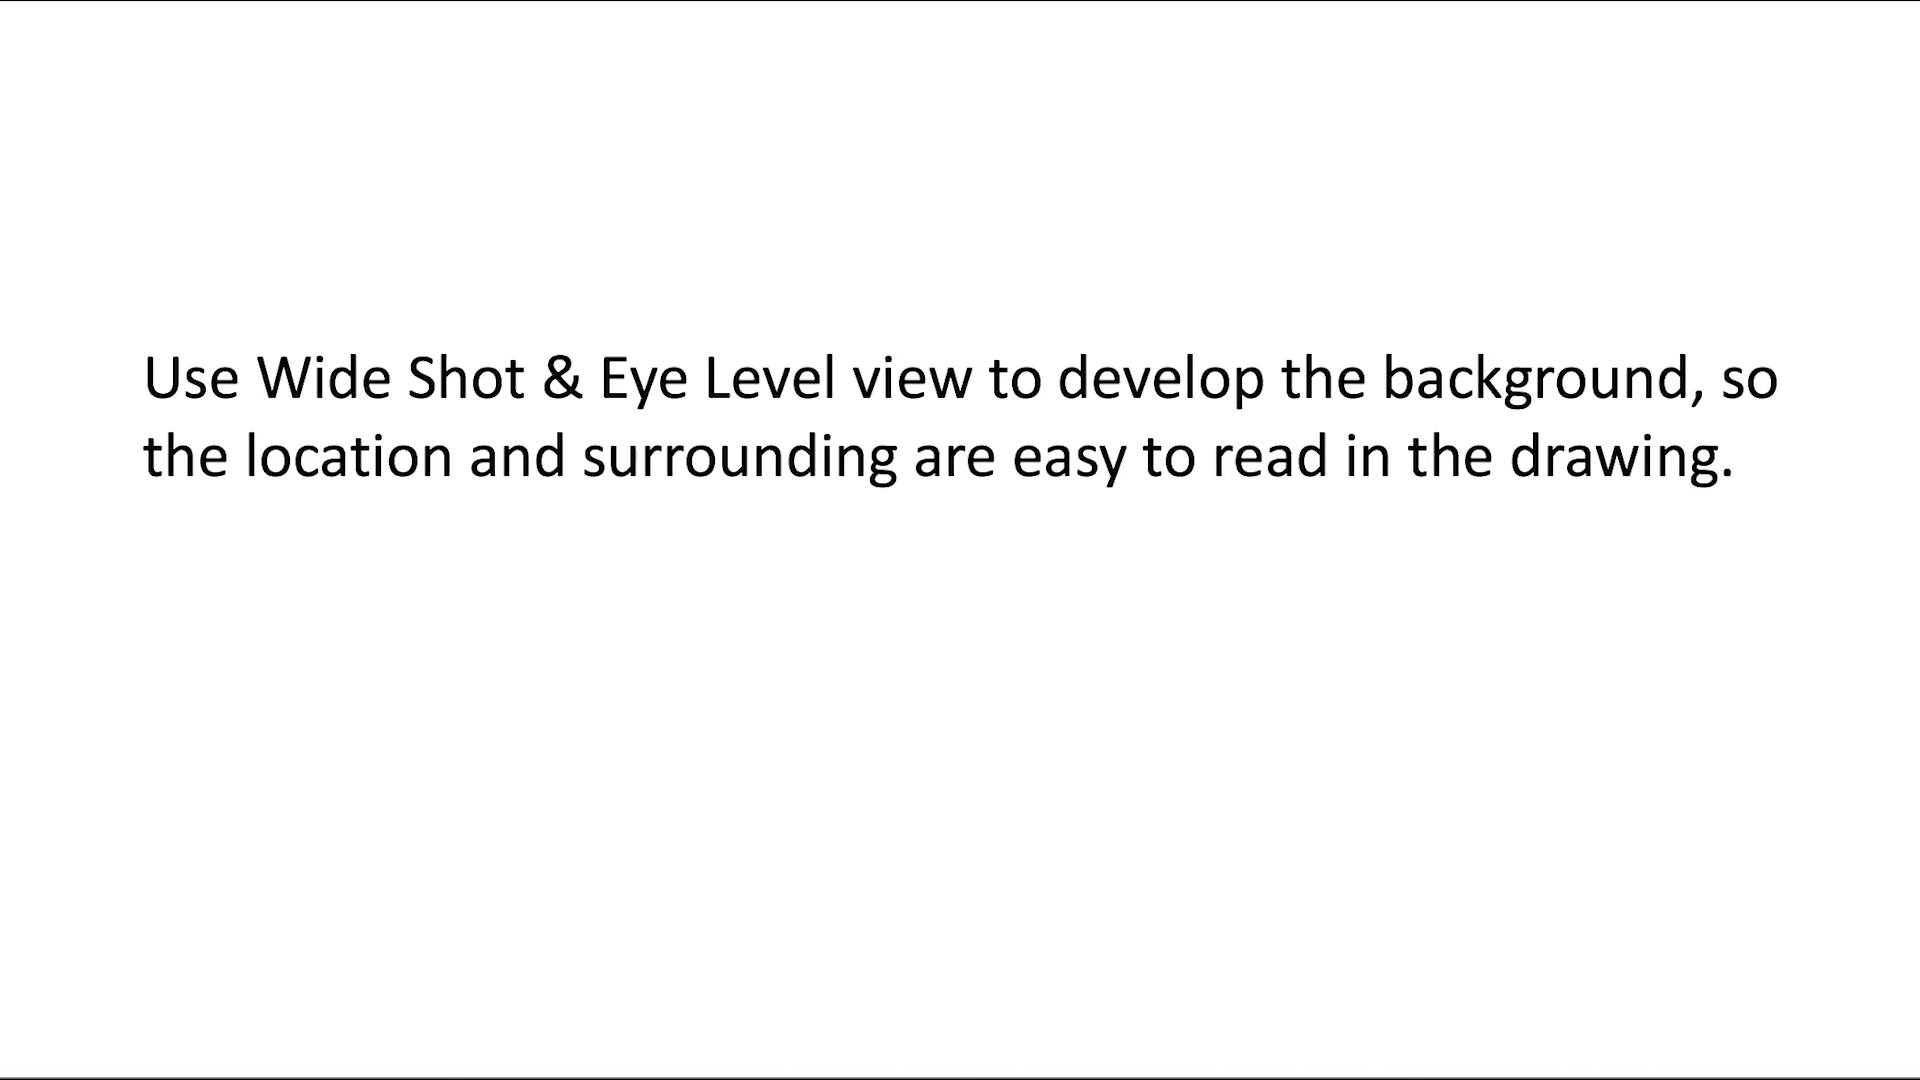 Use Wide Shot & Eye Level view to develop the background, so
the location and surrounding are easy to read in the drawing.